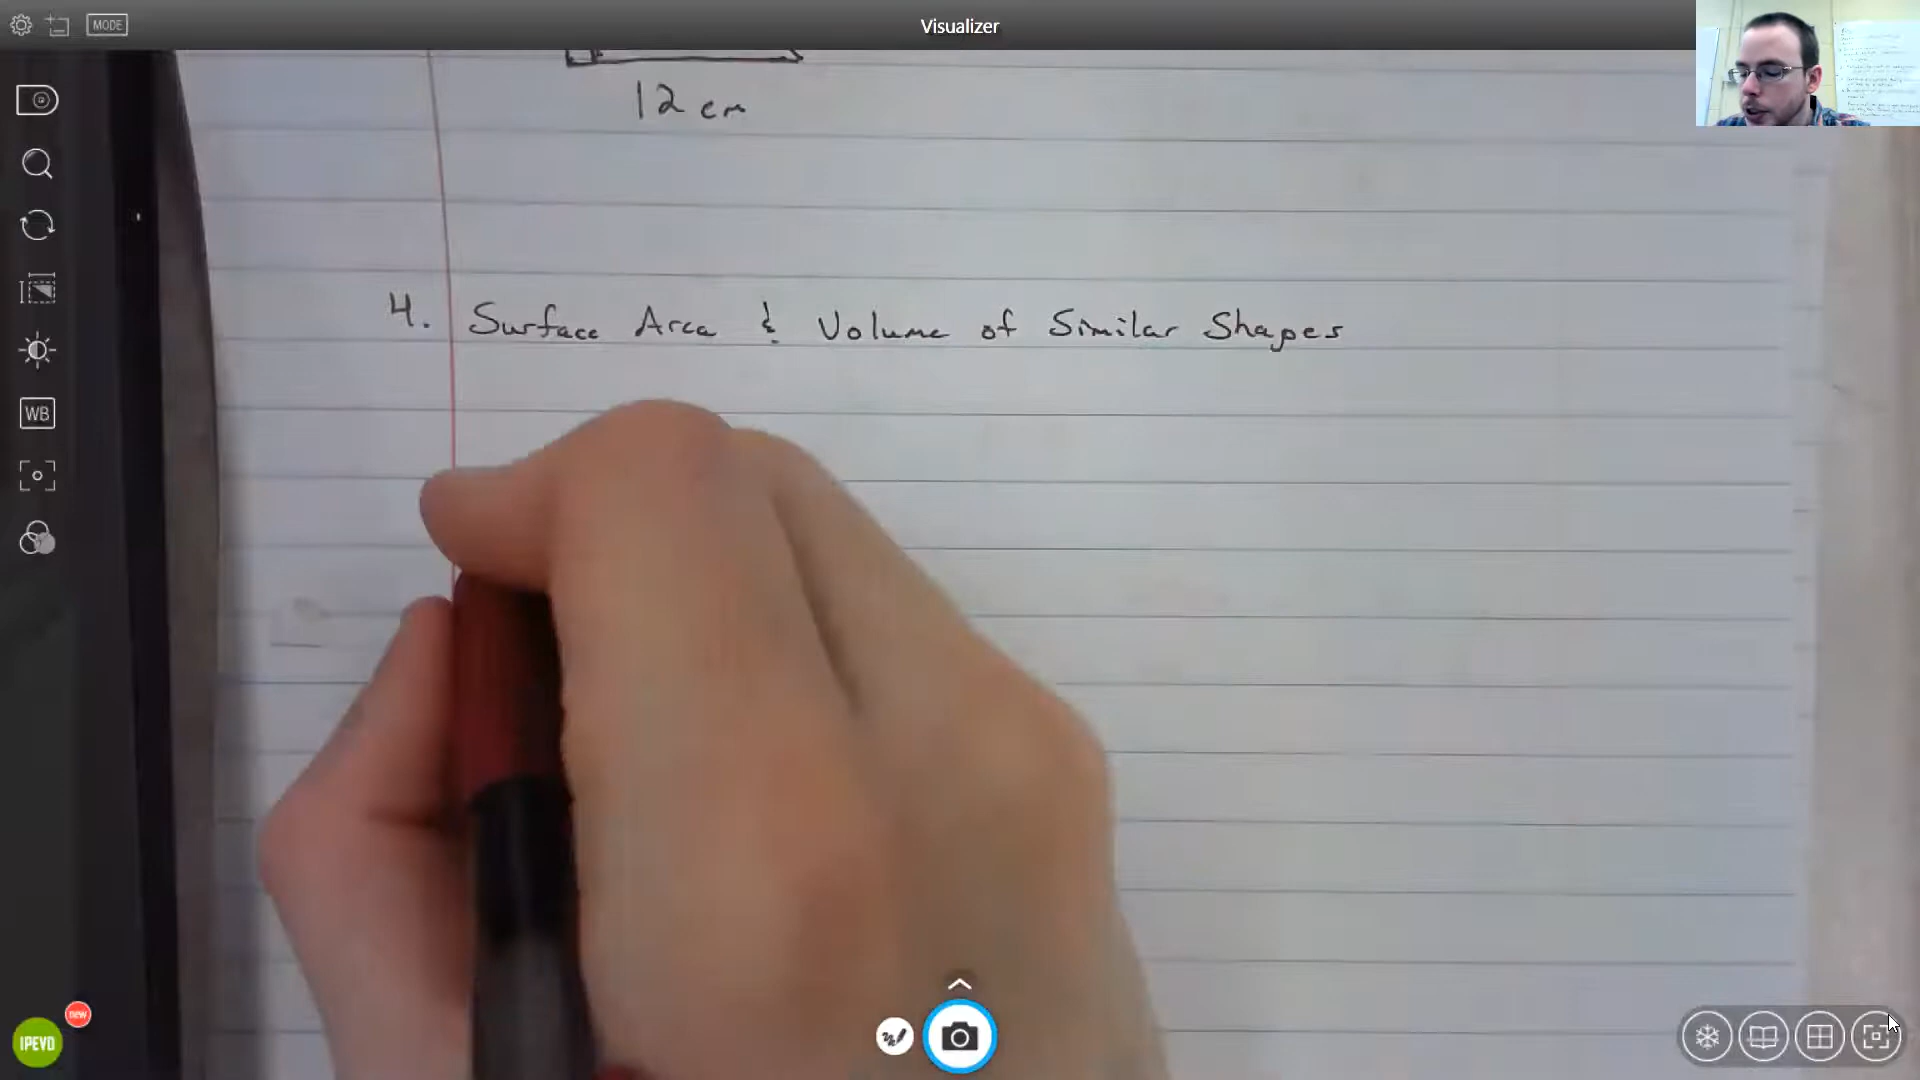 MODE
Visualizer
12 cm
4. Surface Area & Volume of Similar Shapes
WB
new
IPEVO